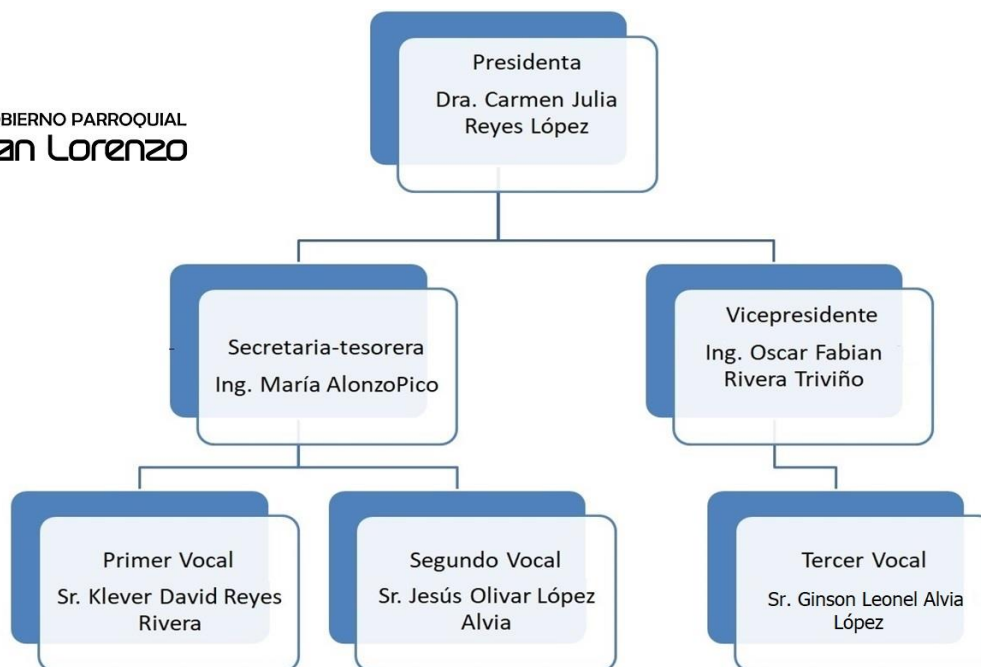 BIERNO PARROQUIAL
an Lorenzo
Presidenta
Dra. Carmen Julia
Reyes López
Secretaria-tesorera
Ing. María AlonzoPico
Vicepresidente
Ing. Oscar Fabian
Rivera Triviño
Primer Vocal
Sr. Klever David Reyes
Rivera
Segundo Vocal
Sr. Jesús Olivar López
Alvia
Tercer Vocal
Sr. Ginson Leonel Alvia
López